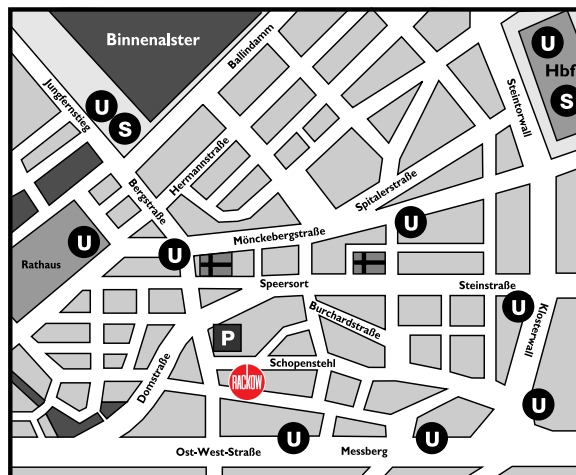 Binnenalster
Ballindamm
U
Hbf
S
Jungfernstieg
U
S
Steintorwall
Hermannstraße
Bergstraße
Spitalerstraße
U
Mönckebergstraße
U
U
Rathaus
Speersort
Steinstraße
U
Burchardstraße
Klosterwall
P
Schopenstehl
Domstraße
RACKOW
U
U
U
Ost-West-Straße
Messberg